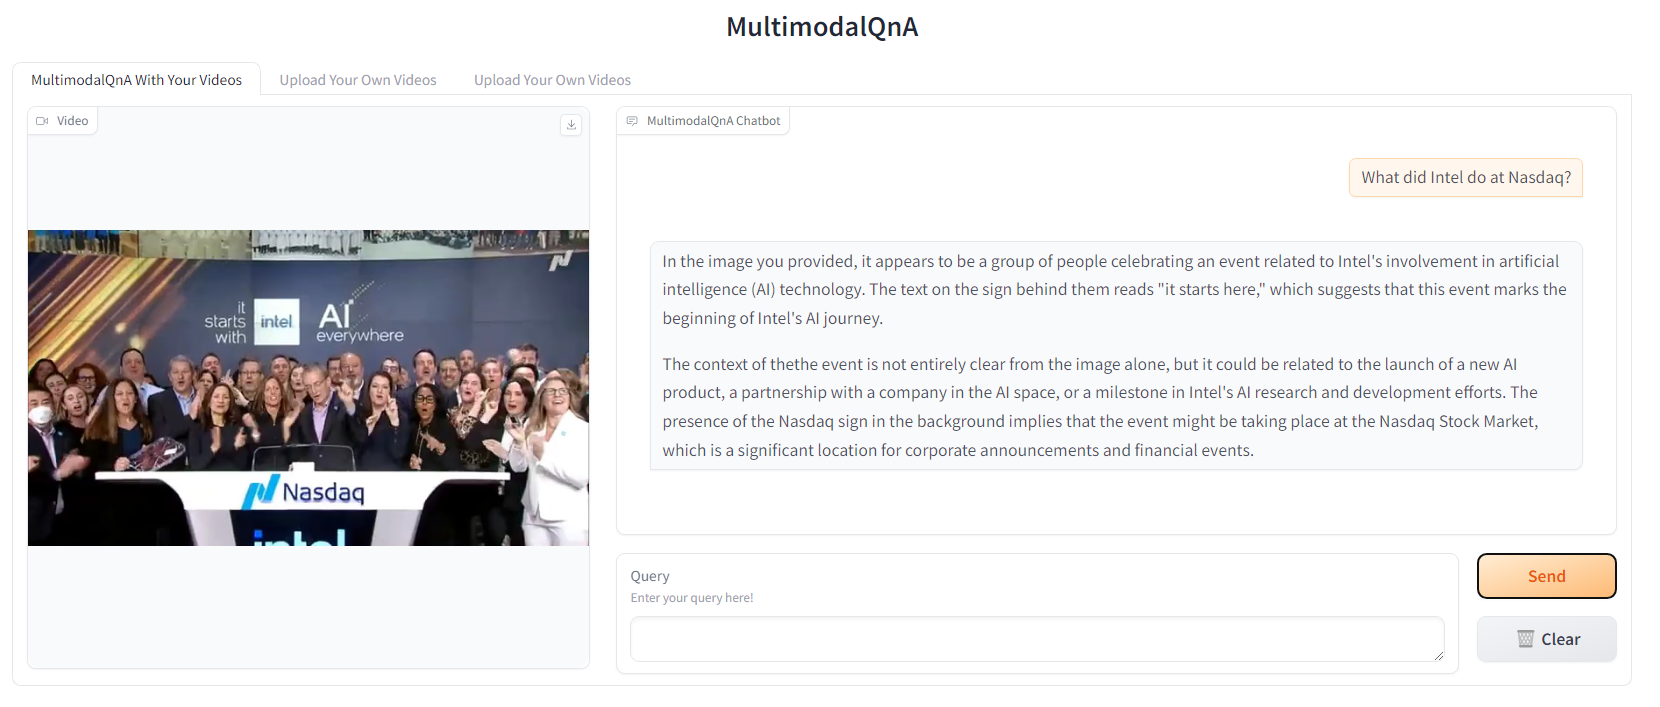 MultimodalQnA
MultimodalQnA With Your Videos
Upload Your Own Videos
Upload Your Own Videos
Video
it
starts
with
intel
AI
everywhere
Nasdaq
intel
MultimodalQnA Chatbot
What did Intel do at Nasdaq?
In the image you provided, it appears to be a group of people celebrating an event related to Intel's involvement in artificial
intelligence (AI) technology. The text on the sign behind them reads "it starts here," which suggests that this event marks the
beginning of Intel's AI journey.
The context of thethe event is not entirely clear from the image alone, but it could be related to the launch of a new AI
product, a partnership with a company in the AI space, or a milestone in Intel's AI research and development efforts. The
presence of the Nasdaq sign in the background implies that the event might be taking place at the Nasdaq Stock Market,
which is a significant location for corporate announcements and financial events.
Query
Enter your query here!
Send
Clear